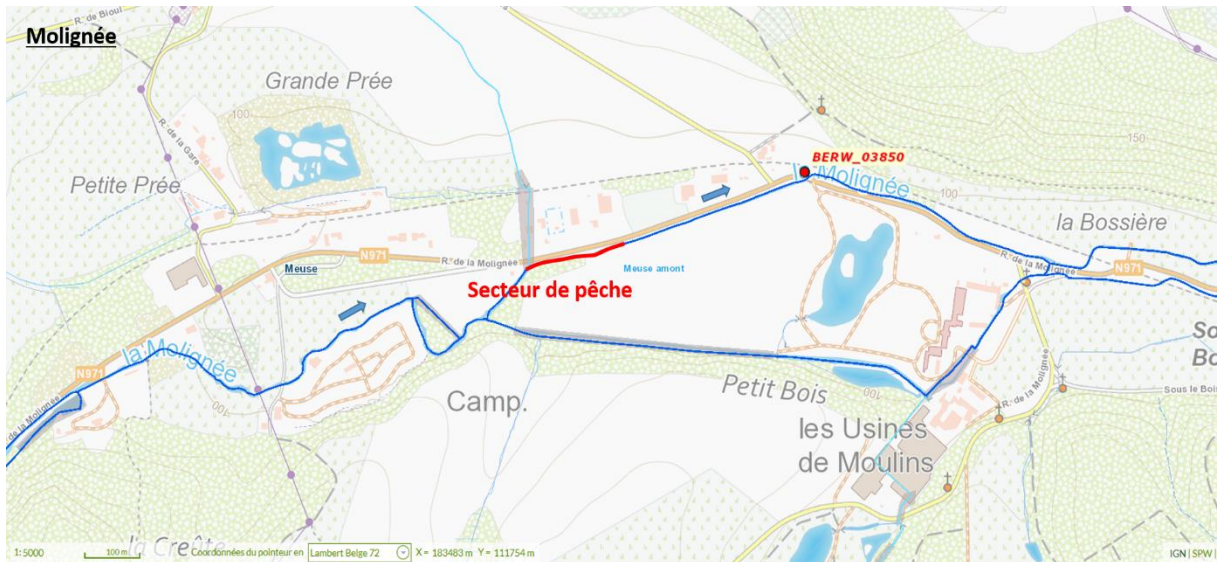 R. de Bioul
Molignée
Grande Prée
100
150
R. de la Gare
BERW_03850
Molignée
100
Petite Prée
la Bossière
N971
R. de la Molignée
R. de la Molignée
N971
Meuse
Meuse amont
Secteur de pêche
la Molignée
N971
de la Molignée
100
Camp.
Petit Bois
100
R. de la Molignée
Sous le Bois
les Usines
de Moulins
R. de la Molignée
la Creûte
1:5000
100 m
Coordonnées du pointeur en
Lambert Belge 72
X = 183483 m Y = 111754 m
IGN | SPW |